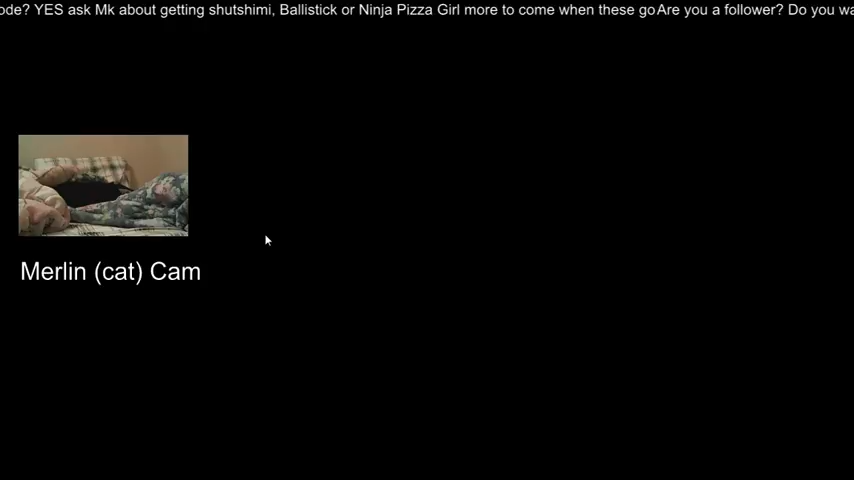 ode? YES ask Mk about getting shutshimi, Ballistick or Ninja Pizza Girl more to come when these goAre you a follower? Do you wa
Merlin (cat) Cam